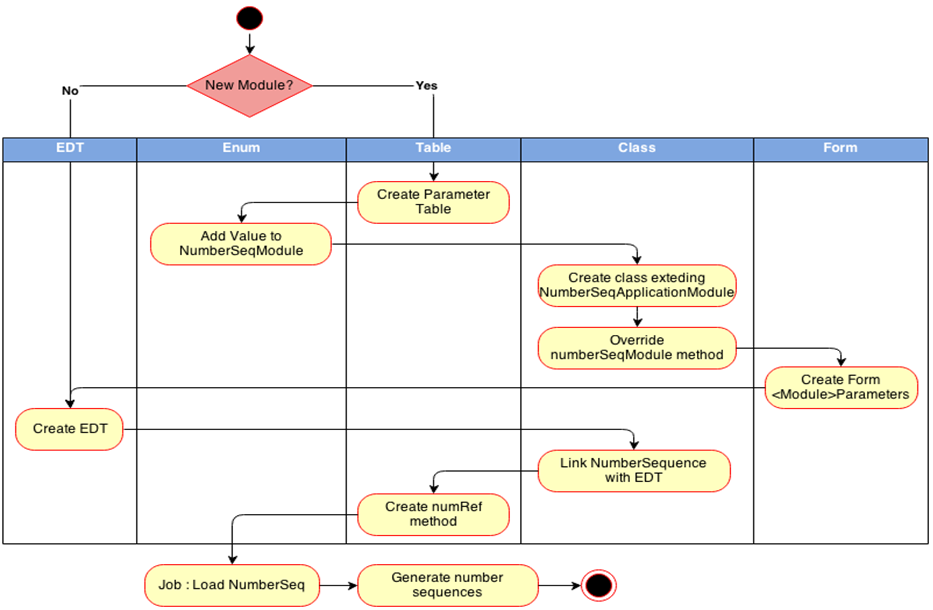 New Module?
No
Yes
EDT
Enum
Table
Class
Form
Create Parameter
Table
Add Value to
NumberSeqModule
Create class exteding
NumberSeqApplicationModule
Override
numberSeqModule method
Create Form
<Module>Parameters
Create EDT
Link NumberSequence
with EDT
Create numRef
method
Job : Load NumberSeq
Generate number
sequences